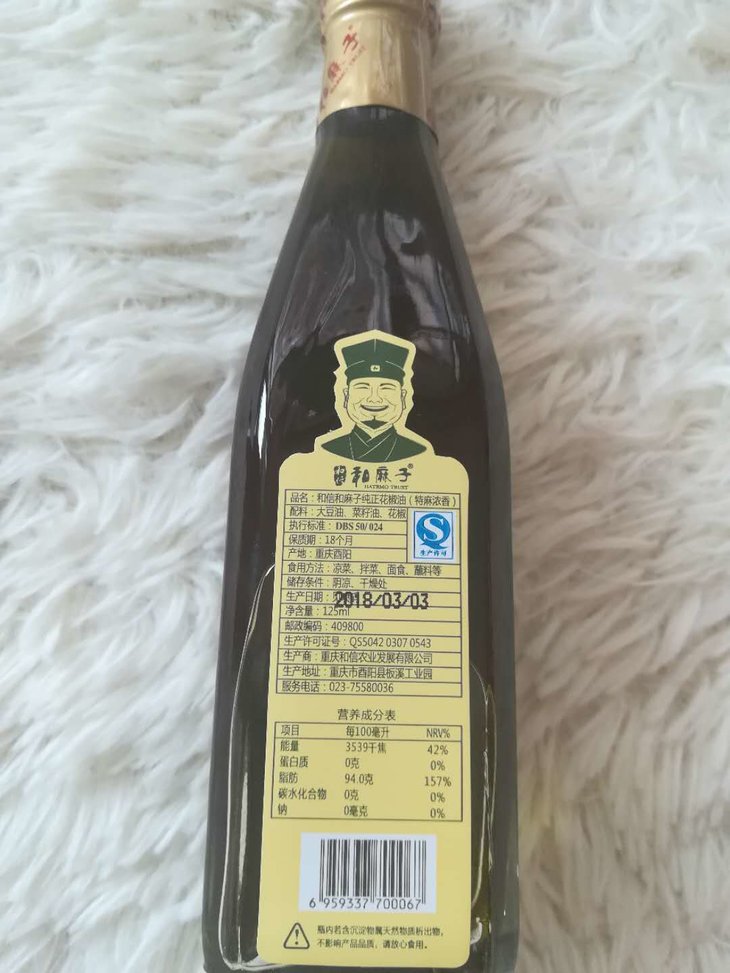 麻子
和麻子®
HATRMO TRUST
品名：和信和麻子纯正花椒油（特麻浓香）
配料：大豆油、菜籽油、花椒
执行标准：DBS 50/ 024
保质期：18个月
产地：重庆酉阳
生产许可
食用方法：凉菜、拌菜、面食、蘸料等
储存条件：阴凉、干燥处
生产日期：2018/03/03
净含量：125ml
邮政编码：409800
生产许可证号：QS5042 0307 0543
生产商：重庆和信农业发展有限公司
生产地址：重庆市酉阳县板溪工业园
服务电话：023-75580036
营养成分表
项目 每100毫升 NRV%
能量 3539千焦 42%
蛋白质 0克 0%
脂肪 94.0克 157%
碳水化合物 0克 0%
钠 0毫克 0%
6 959337 700067
瓶内若含沉淀物属天然物质析出物，
不影响产品品质，请放心食用。